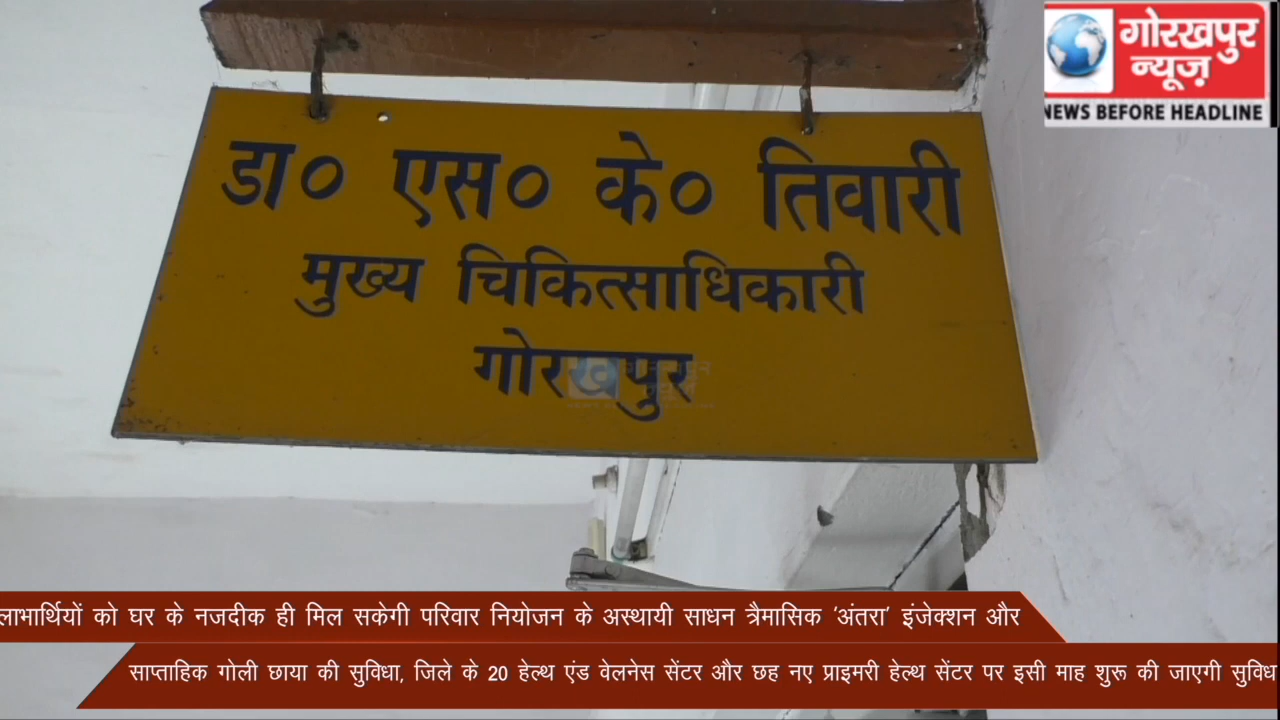 गोरखपुर
न्यूज़
NEWS BEFORE HEADLINE
डा० एस० के० तिवारी
मुख्य चिकित्साधिकारी
गोरखपुर
लाभार्थियों को घर के नजदीक ही मिल सकेगी परिवार नियोजन के अस्थायी साधन त्रैमासिक ‘अंतरा’ इंजेक्शन और
साप्ताहिक गोली छाया की सुविधा, जिले के 20 हेल्थ एंड वेलनेस सेंटर और छह नए प्राइमरी हेल्थ सेंटर पर इसी माह शुरू की जाएगी सुविध